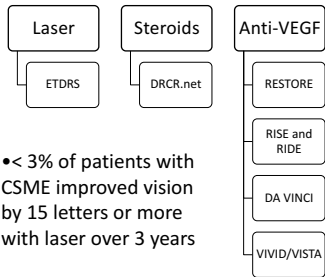 Laser
ETDRS
Steroids
DRCR.net
Anti-VEGF
RESTORE
RISE and
RIDE
DA VINCI
VIVID/VISTA
•< 3% of patients with
CSME improved vision
by 15 letters or more
with laser over 3 years